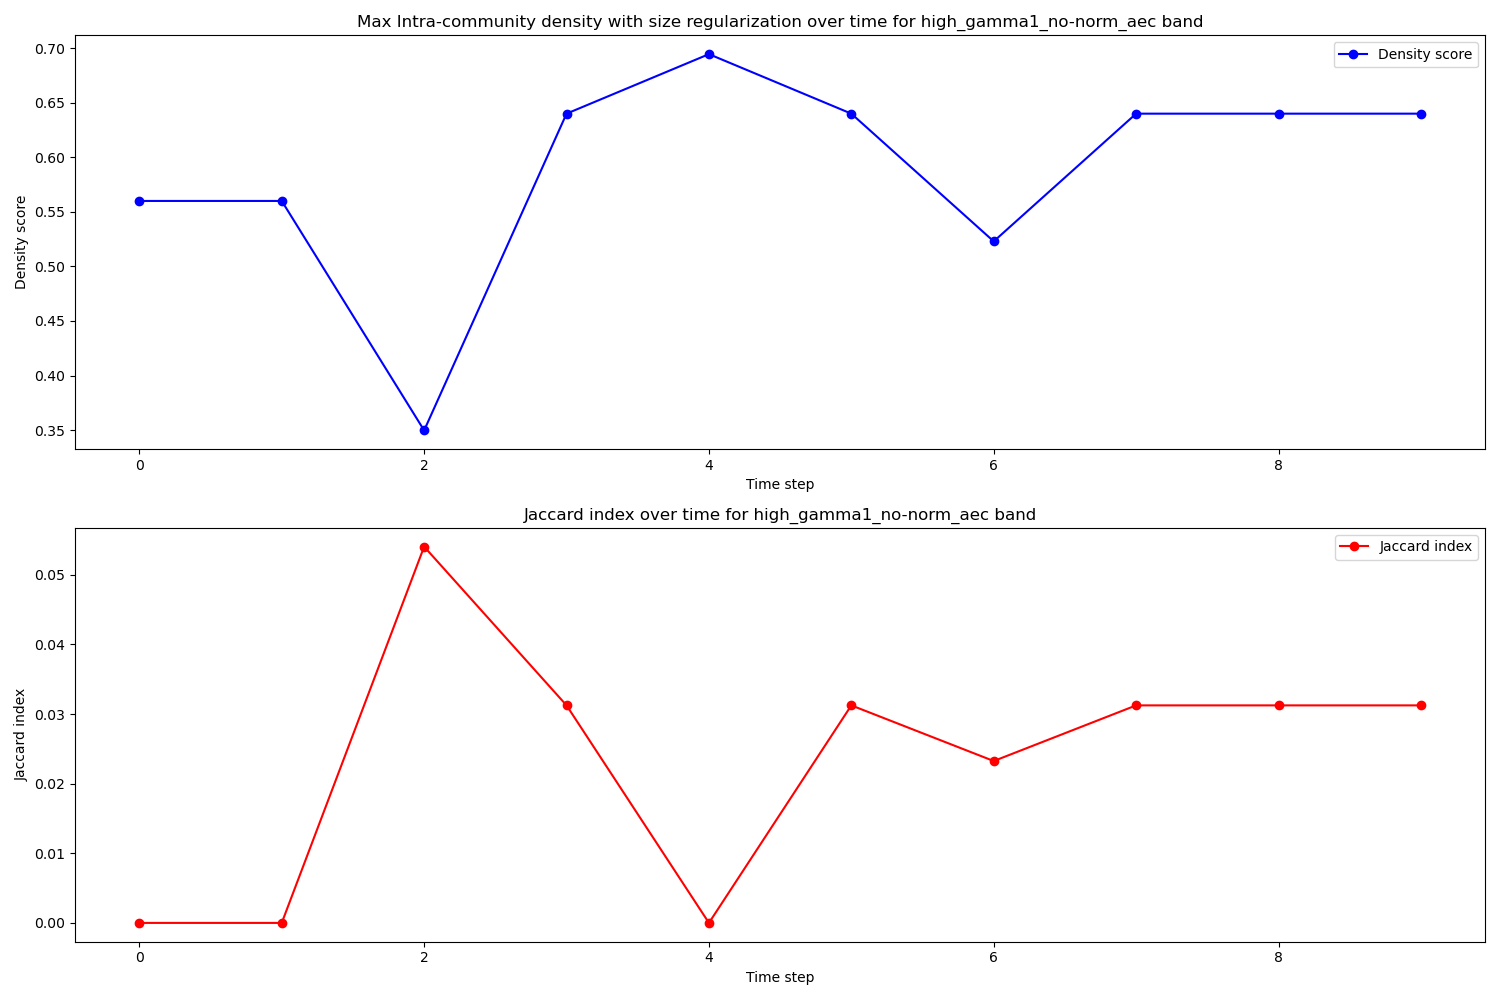 Max Intra-community density with size regularization over time for high_gamma1_no-norm_aec band
Density score
0.70
0.65
0.60
0.55
0.50
0.45
0.40
0.35
Density score
0 2 4 6 8
Time step
Jaccard index over time for high_gamma1_no-norm_aec band
Jaccard index
0.05
0.04
0.03
0.02
0.01
0.00
Jaccard index
0 2 4 6 8
Time step